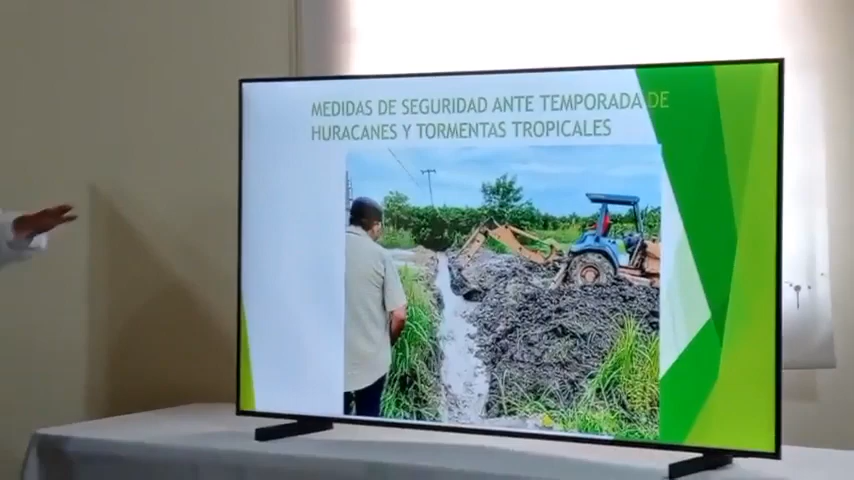 MEDIDAS DE SEGURIDAD ANTE TEMPORADA DE
HURACANES Y TORMENTAS TROPICALES